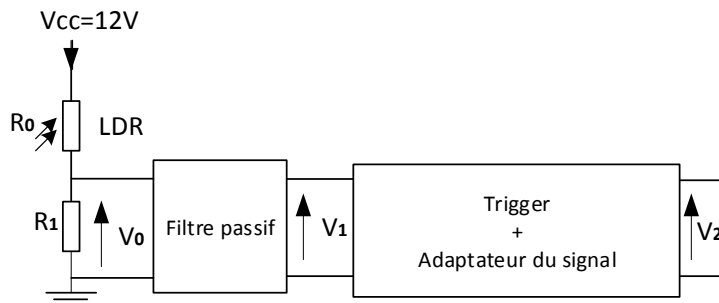 Vcc=12V
R0
LDR
R1
V0
Filtre passif
V1
Trigger
+
Adaptateur du signal
V2